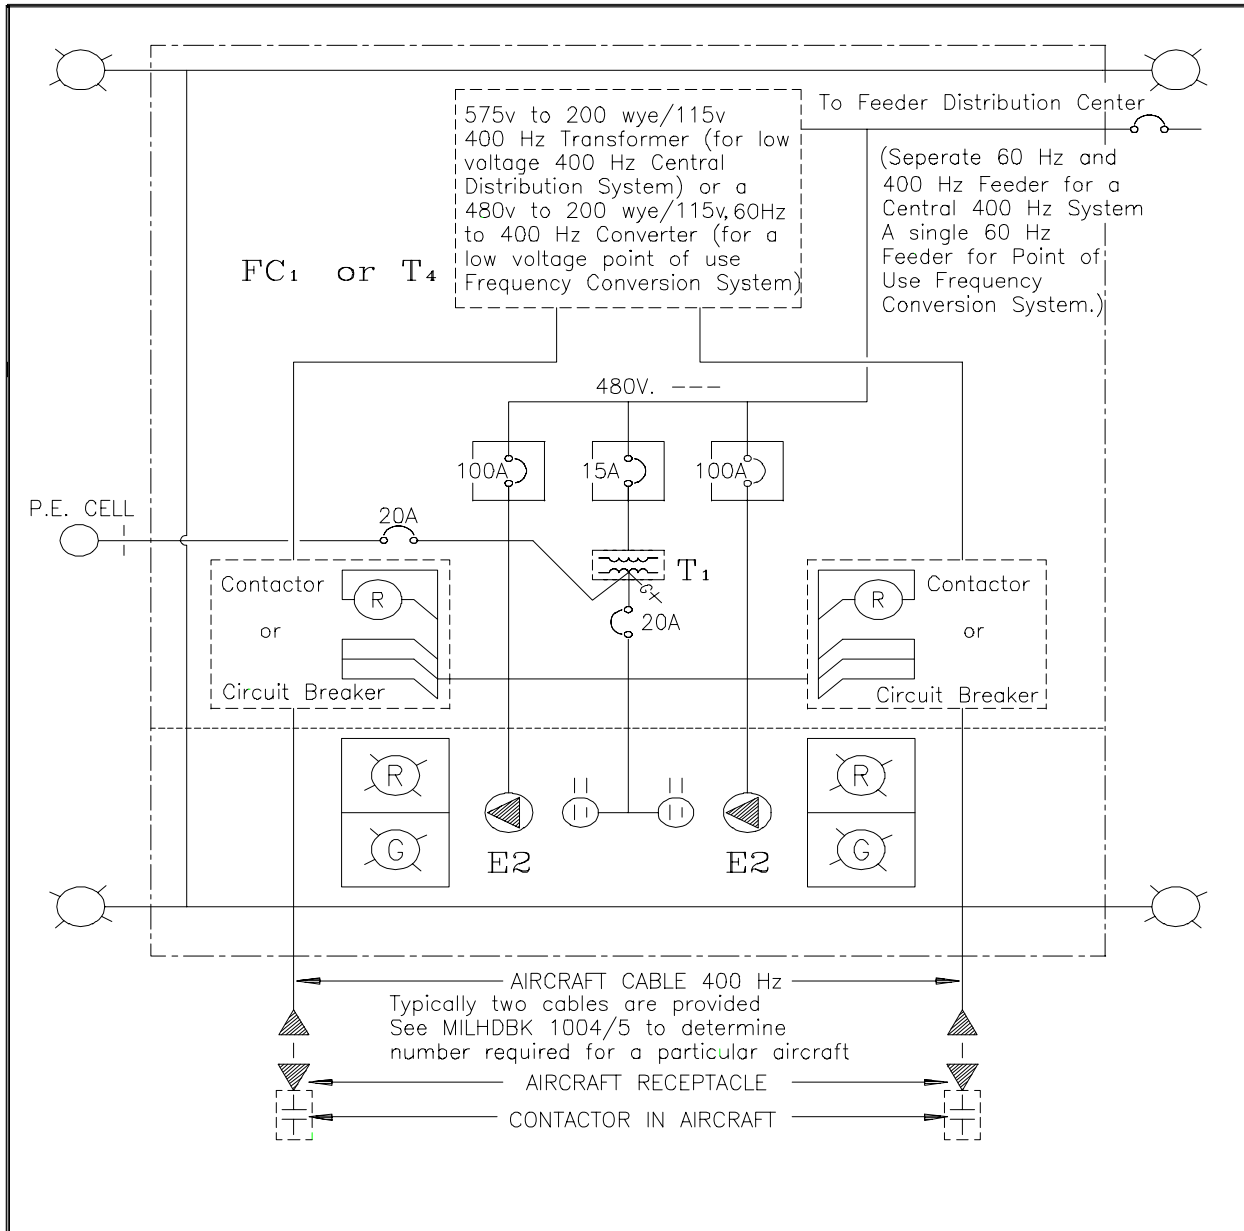 To Feeder Distribution Center
575v to 200 wye/115v
400 Hz Transformer (for low
voltage 400 Hz Central
Distribution System) or a
480v to 200 wye/115v,60Hz
to 400 Hz Converter (for a
low voltage point of use
Frequency Conversion System)
(Seperate 60 Hz and
400 Hz Feeder for a
Central 400 Hz System
A single 60 Hz
Feeder for Point of
Use Frequency
Conversion System.)
FC1 or T4
480V. ---
100A
15A
100A
P.E. CELL
20A
T1
GX
20A
Contactor
or
Circuit Breaker
R
R
Contactor
or
Circuit Breaker
R
G
E2
E2
R
G
AIRCRAFT CABLE 400 Hz
Typically two cables are provided
See MILHDBK 1004/5 to determine
number required for a particular aircraft
AIRCRAFT RECEPTACLE
CONTACTOR IN AIRCRAFT